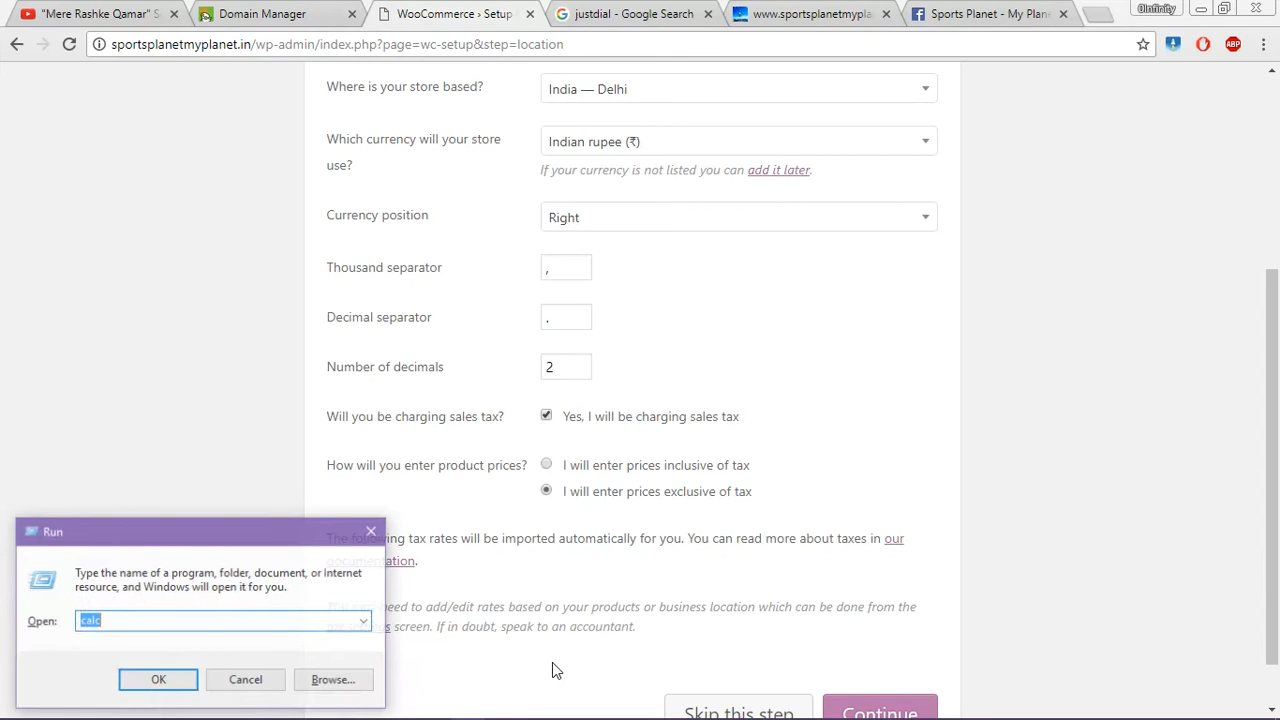 "Mere Rashke Qamar" S
Domain Manager
WooCommerce › Setup
justdial - Google Search
www.sportsplanetmypl
Sports Planet - My Plane
OInfinity
sportsplanetmyplanet.in/wp-admin/index.php?page=wc-setup&step=location
ABP
Where is your store based?
India — Delhi
Which currency will your store use?
Indian rupee (₹)
If your currency is not listed you can add it later.
Currency position
Right
Thousand separator
,
Decimal separator
.
Number of decimals
2
Will you be charging sales tax?
Yes, I will be charging sales tax
How will you enter product prices?
I will enter prices inclusive of tax
I will enter prices exclusive of tax
The following tax rates will be imported automatically for you. You can read more about taxes in our
documentation.
need to add/edit rates based on your products or business location which can be done from the
screen. If in doubt, speak to an accountant.
Skip this step
Continue
Run
Type the name of a program, folder, document, or Internet
resource, and Windows will open it for you.
Open:
calc
OK
Cancel
Browse...